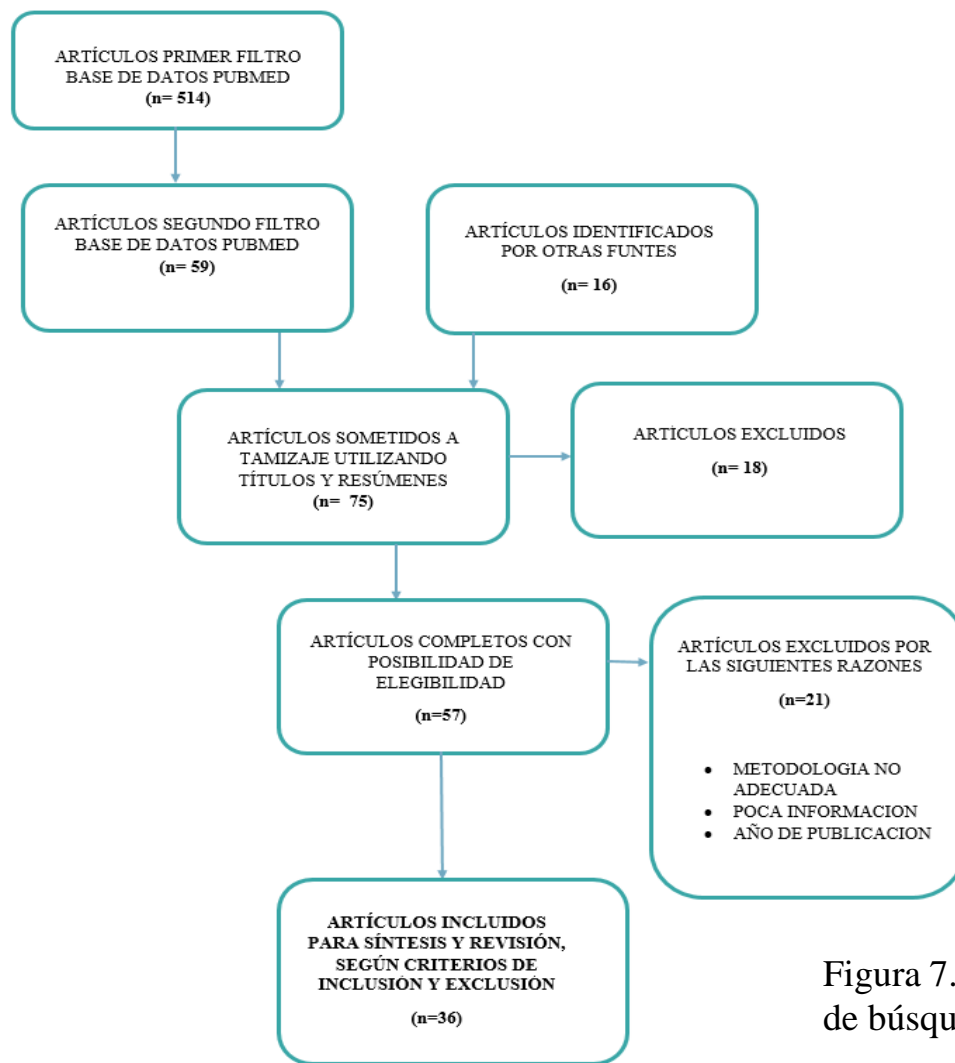 ARTÍCULOS PRIMER FILTRO
BASE DE DATOS PUBMED
(n= 514)
ARTÍCULOS SEGUNDO FILTRO
BASE DE DATOS PUBMED
(n= 59)
ARTÍCULOS IDENTIFICADOS
POR OTRAS FUNTES
(n= 16)
ARTÍCULOS SOMETIDOS A
TAMIZAJE UTILIZANDO
TÍTULOS Y RESÚMENES
(n= 75)
ARTÍCULOS EXCLUIDOS
(n= 18)
ARTÍCULOS COMPLETOS CON
POSIBILIDAD DE
ELEGIBILIDAD
(n=57)
ARTÍCULOS EXCLUIDOS POR
LAS SIGUIENTES RAZONES
(n=21)
• METODOLOGIA NO
ADECUADA
• POCA INFORMACION
• AÑO DE PUBLICACION
ARTÍCULOS INCLUIDOS
PARA SÍNTESIS Y REVISIÓN,
SEGÚN CRITERIOS DE
INCLUSIÓN Y EXCLUSIÓN
(n=36)
Figura 7.
de búsqu